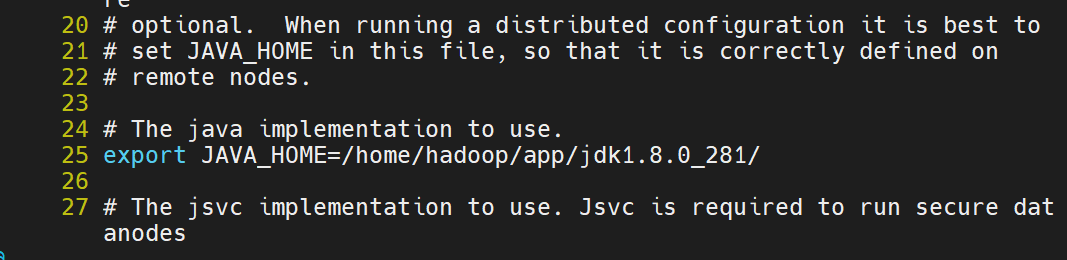 re
20 # optional.  When running a distributed configuration it is best to
21 # set JAVA_HOME in this file, so that it is correctly defined on
22 # remote nodes.
23
24 # The java implementation to use.
25 export JAVA_HOME=/home/hadoop/app/jdk1.8.0_281/
26
27 # The jsvc implementation to use. Jsvc is required to run secure dat
anodes